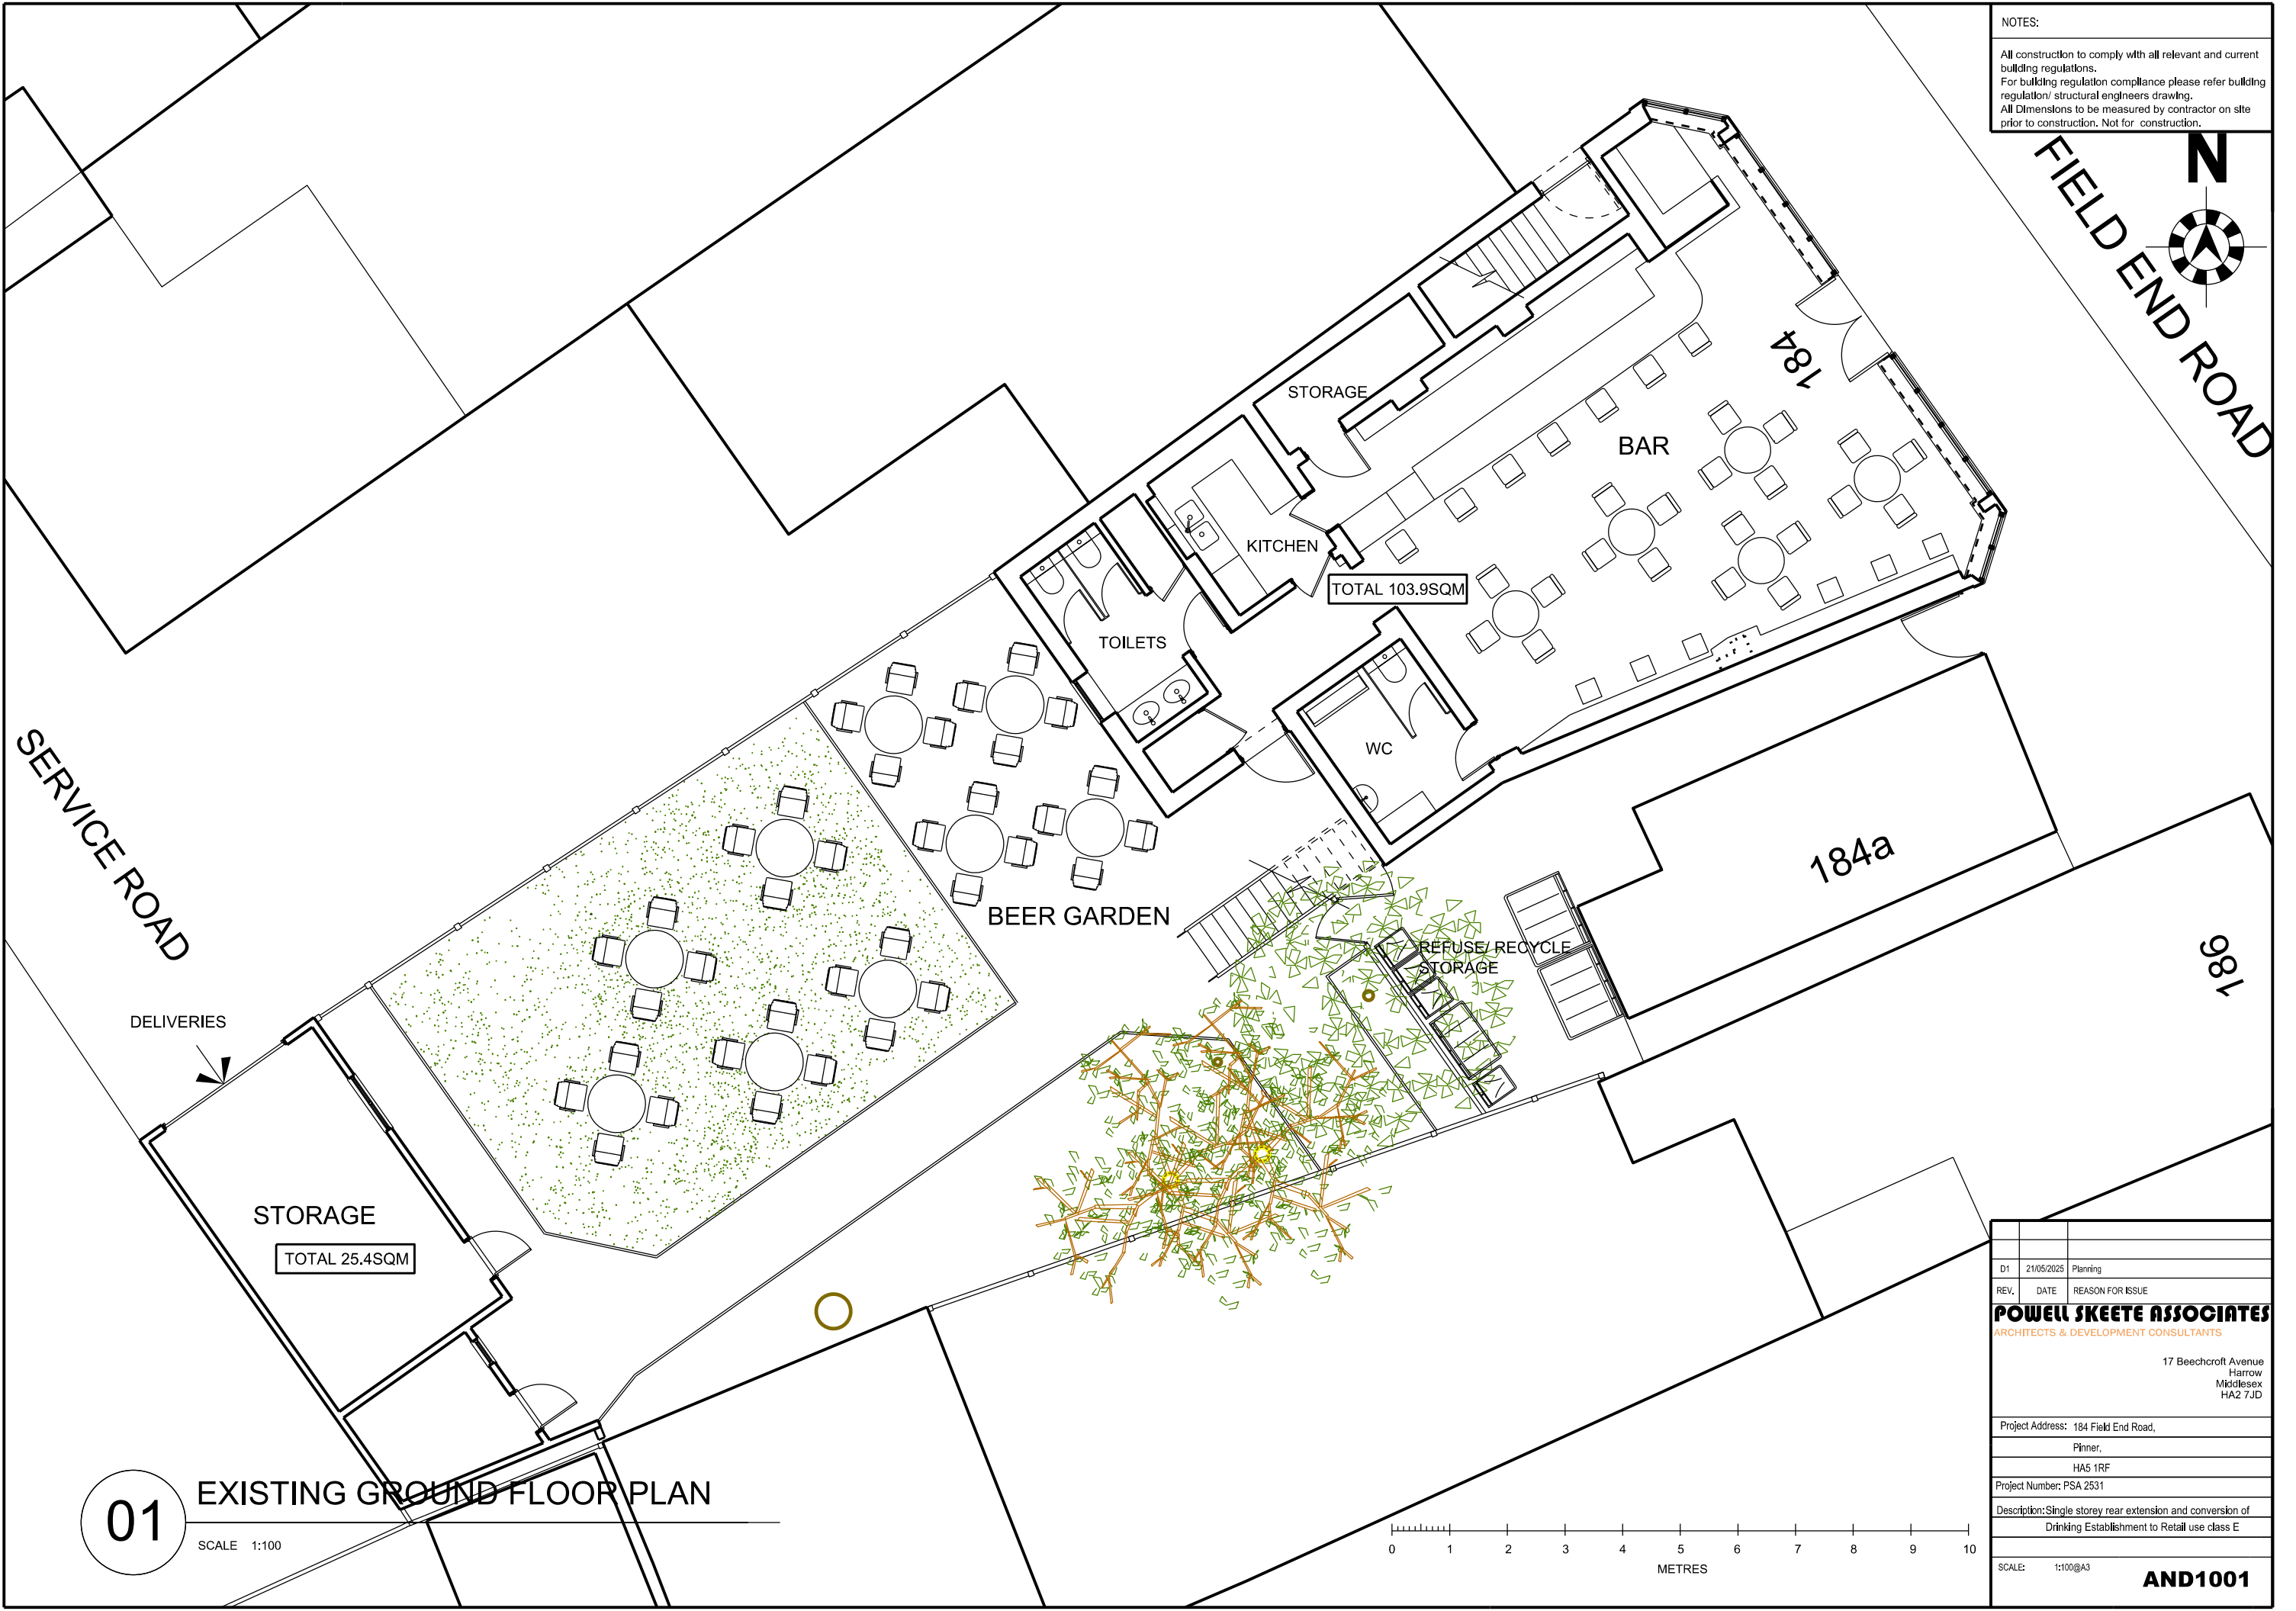 NOTES:
All construction to comply with all relevant and current
building regulations.
For building regulation compliance please refer building
regulation/ structural engineers drawing.
All Dimensions to be measured by contractor on site
prior to construction. Not for construction.
N
FIELD END ROAD
184
STORAGE
BAR
KITCHEN
TOTAL 103.9SQM
TOILETS
WC
184a
186
BEER GARDEN
REFUSE/ RECYCLE
STORAGE
SERVICE ROAD
DELIVERIES
STORAGE
TOTAL 25.4SQM
01
EXISTING GROUND FLOOR PLAN
SCALE 1:100
0 1 2 3 4 5 6 7 8 9 10
METRES
D1 21/05/2025 Planning
REV. DATE REASON FOR ISSUE
POWELL SKEETE ASSOCIATES
ARCHITECTS & DEVELOPMENT CONSULTANTS
17 Beechcroft Avenue
Harrow
Middlesex
HA2 7JD
Project Address: 184 Field End Road,
Pinner,
HA5 1RF
Project Number: PSA 2531
Description: Single storey rear extension and conversion of
Drinking Establishment to Retail use class E
SCALE: 1:100@A3
AND1001